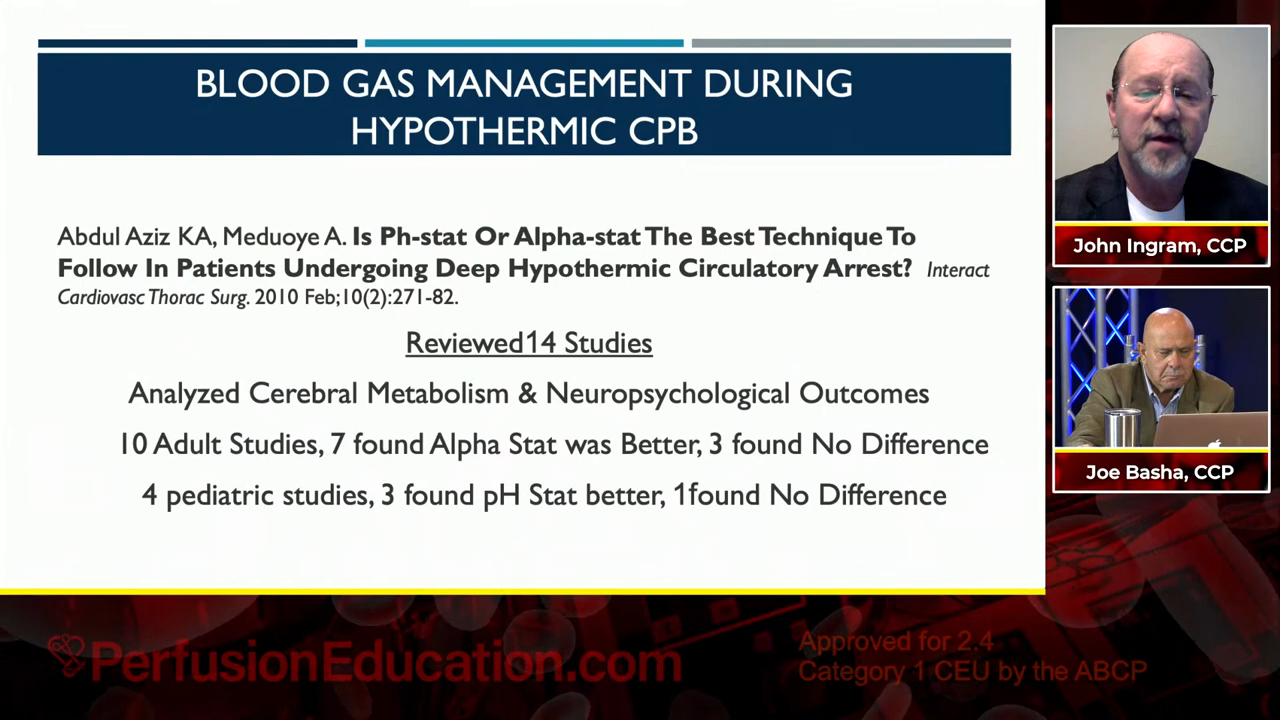 BLOOD GAS MANAGEMENT DURING
HYPOTHERMIC CPB
Abdul Aziz KA, Meduoye A. Is Ph-stat Or Alpha-stat The Best Technique To
Follow In Patients Undergoing Deep Hypothermic Circulatory Arrest? Interact
Cardiovasc Thorac Surg. 2010 Feb;10(2):271-82.
Reviewed14 Studies
Analyzed Cerebral Metabolism & Neuropsychological Outcomes
10 Adult Studies, 7 found Alpha Stat was Better, 3 found No Difference
4 pediatric studies, 3 found pH Stat better, 1found No Difference
John Ingram, CCP
Joe Basha, CCP
PerfusionEducation.com
Approved for 2.4
Category 1 CEU by the ABCP